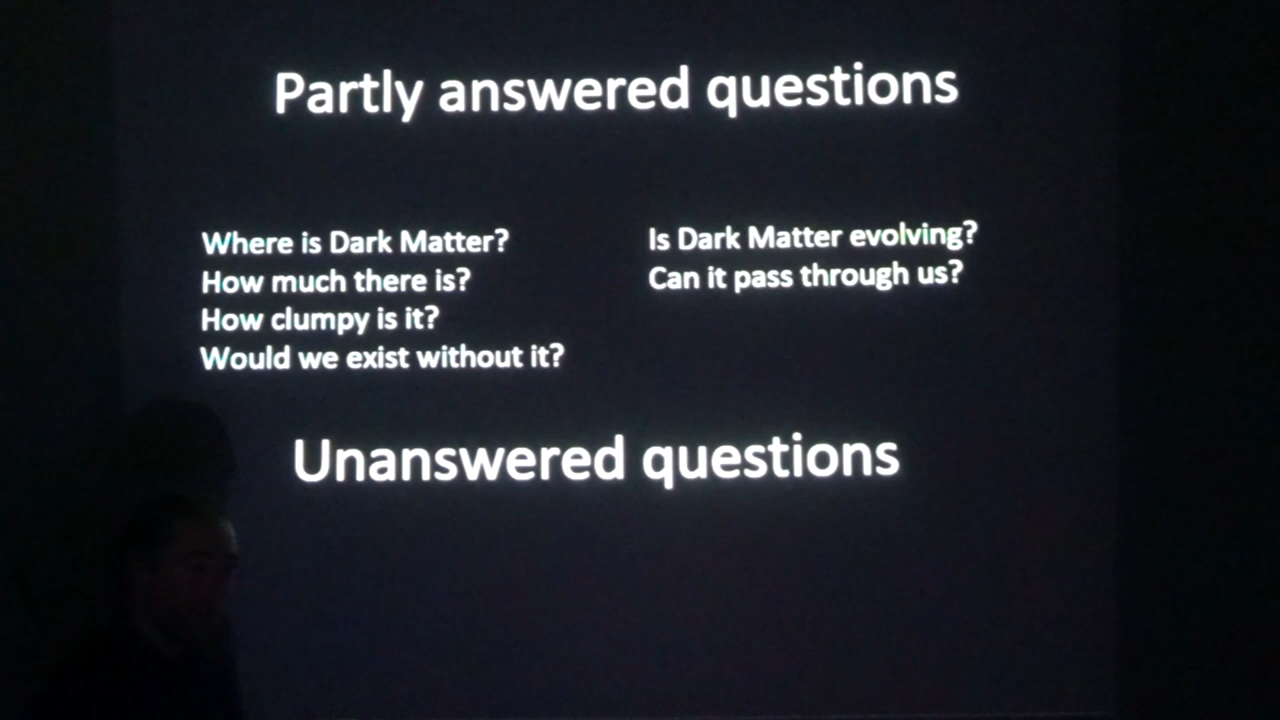 Partly answered questions
Where is Dark Matter?
How much there is?
How clumpy is it?
Would we exist without it?
Is Dark Matter evolving?
Can it pass through us?
Unanswered questions